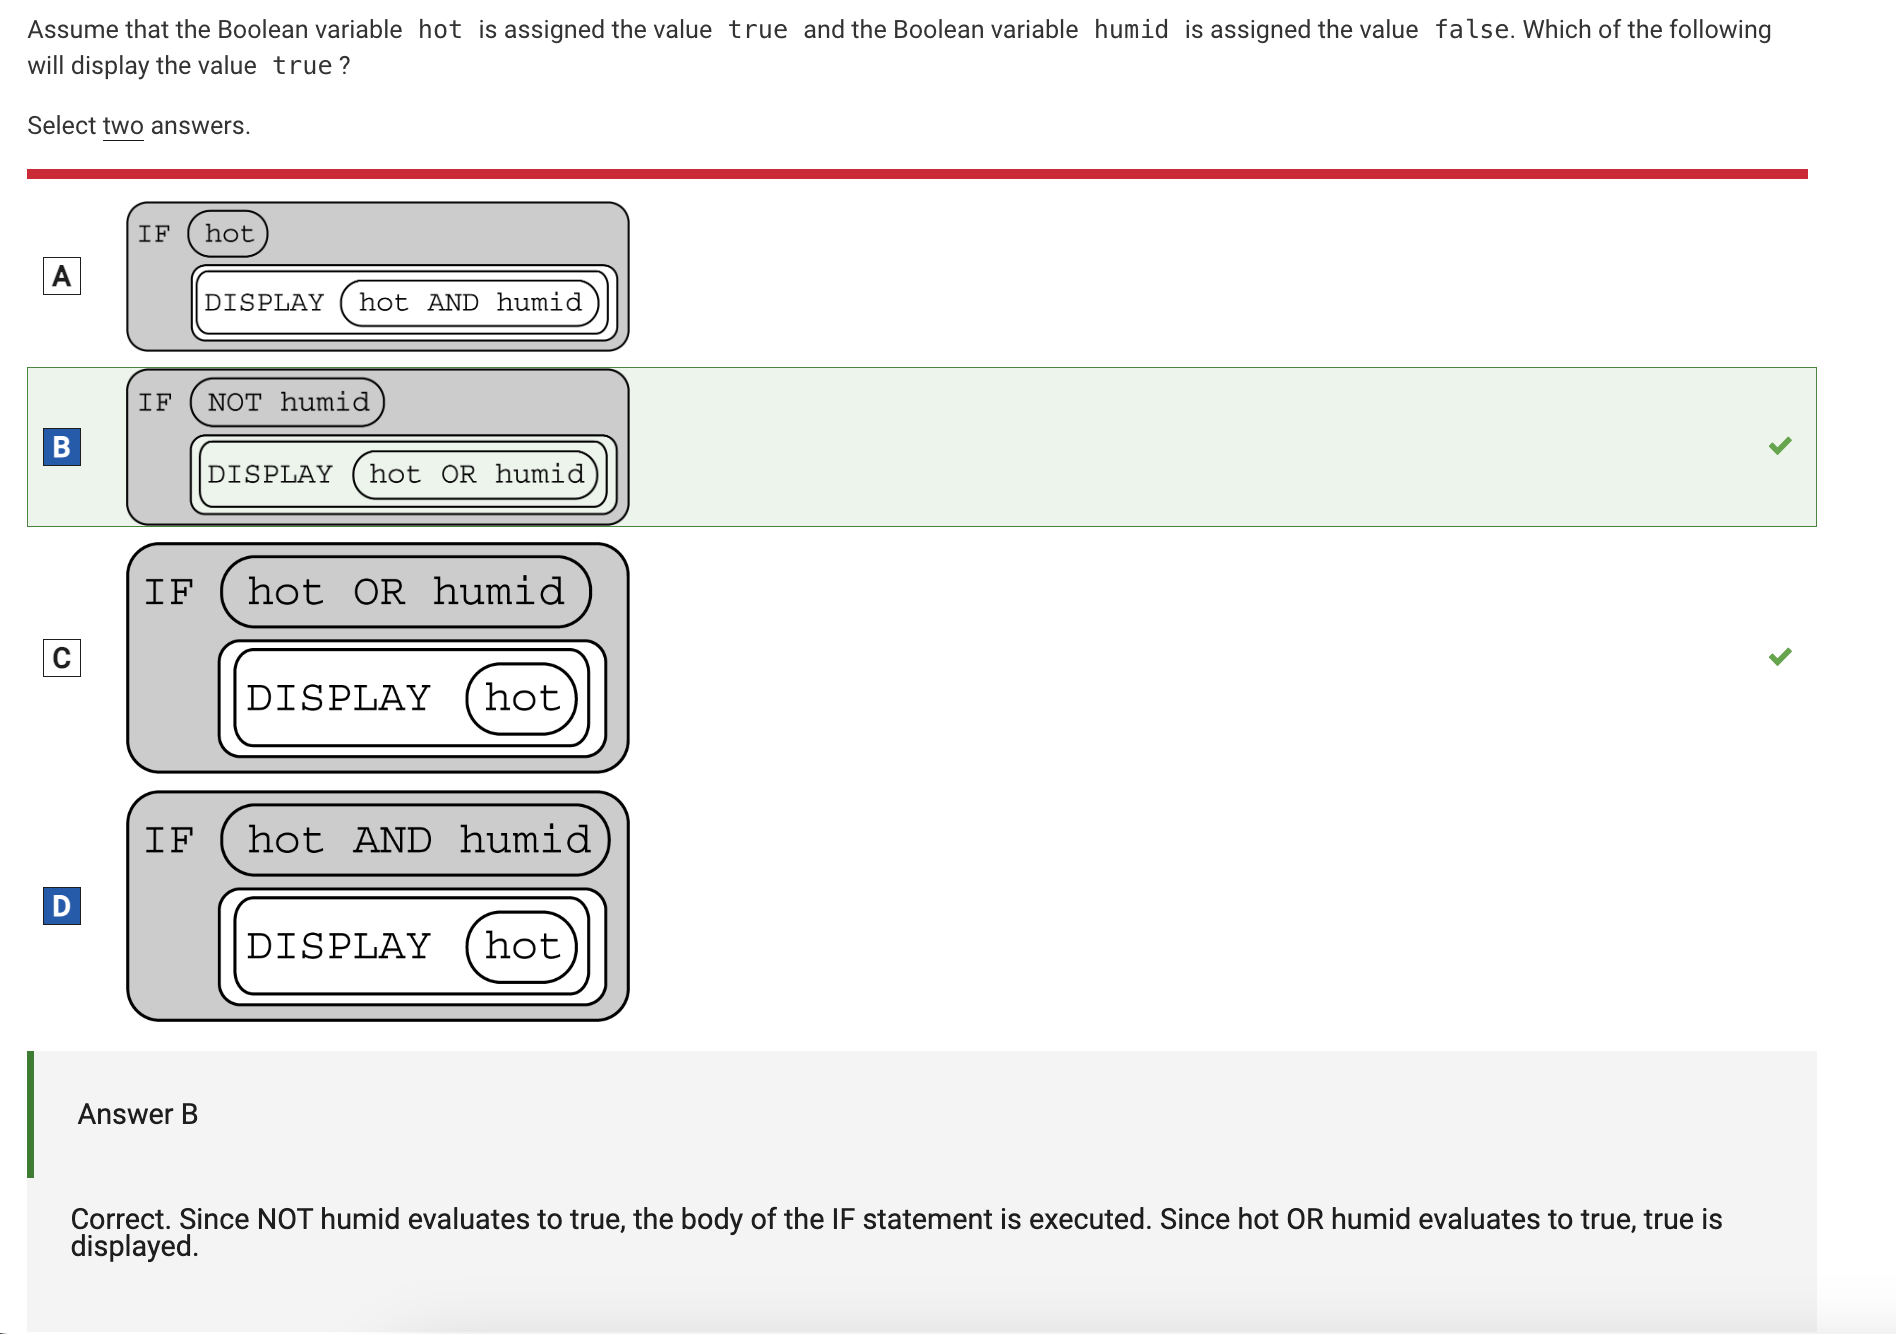 Assume that the Boolean variable hot is assigned the value true and the Boolean variable humid is assigned the value false. Which of the following
will display the value true ?
Select two answers.
A
IF hot
DISPLAY hot AND humid
B
IF NOT humid
DISPLAY hot OR humid
C
IF hot OR humid
DISPLAY hot
D
IF hot AND humid
DISPLAY hot
Answer B
Correct. Since NOT humid evaluates to true, the body of the IF statement is executed. Since hot OR humid evaluates to true, true is
displayed.